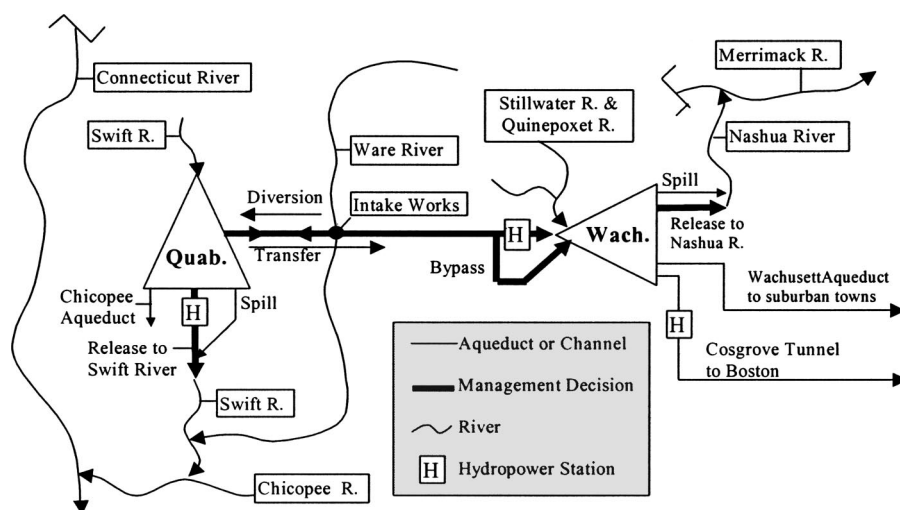 Merrimack R.
Connecticut River
Stillwater R. &
Quinepoxet R.
Swift R.
Ware River
Nashua River
Spill
Diversion
Intake Works
Release to
Nashua R.
H
Wach.
Quab.
Transfer
Bypass
Chicopee
Aqueduct
Spill
WachusettAqueduct
to suburban towns
H
H
Release to
Swift River
Aqueduct or Channel
Cosgrove Tunnel
to Boston
Management Decision
Swift R.
River
H
Hydropower Station
Chicopee R.